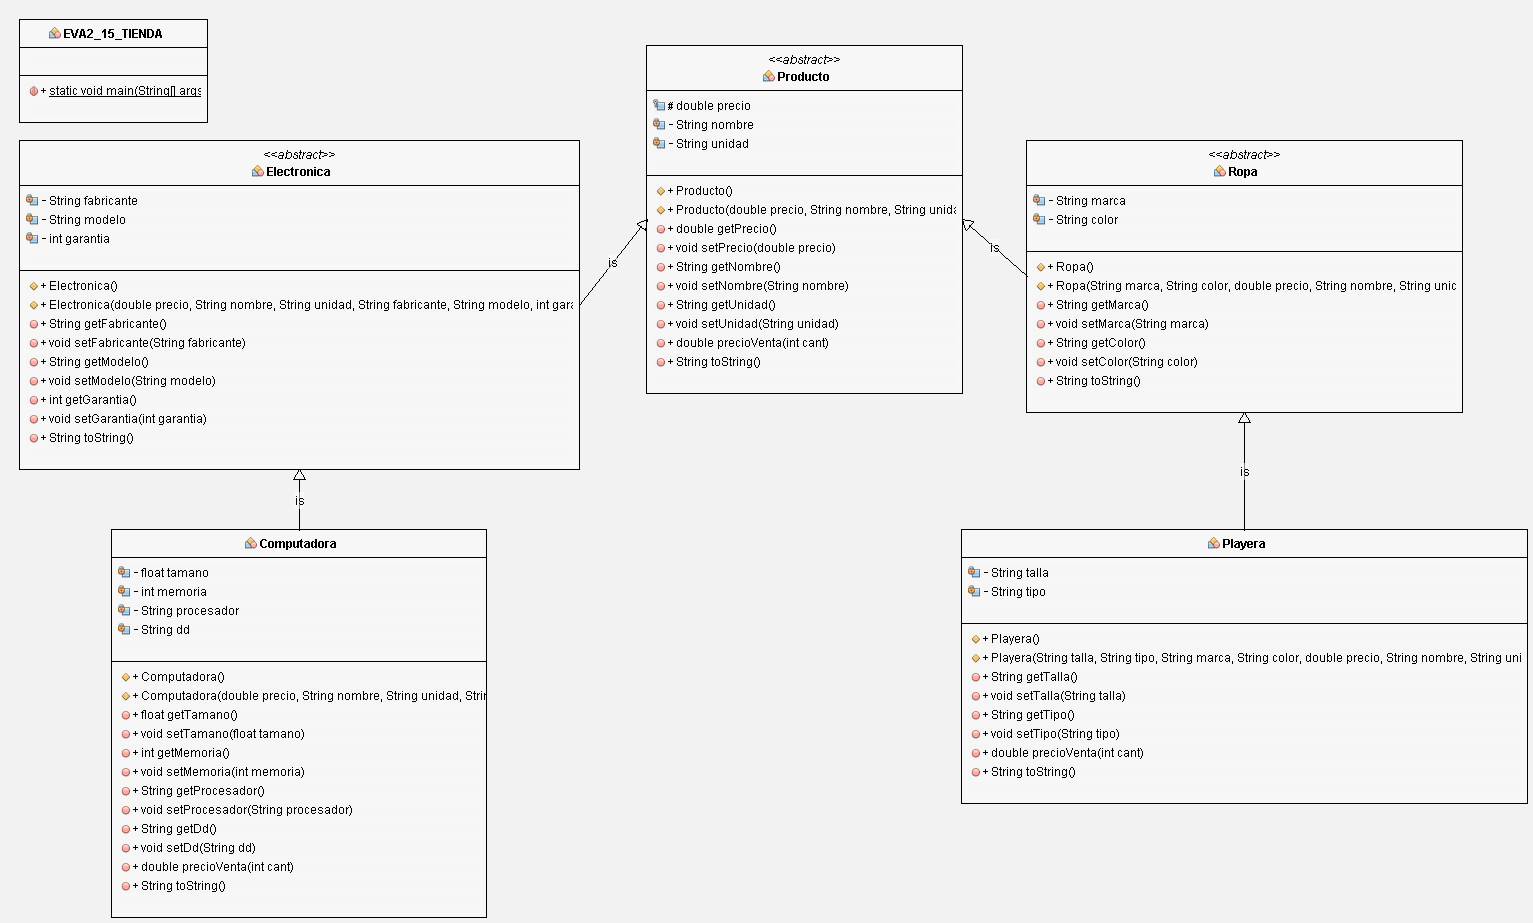 EVA2_15_TIENDA
+ static void main(String[] args
<<abstract>>
Producto
# double precio
- String nombre
- String unidad
+ Producto()
+ Producto(double precio, String nombre, String unida
+ double getPrecio()
+ void setPrecio(double precio)
+ String getNombre()
+ void setNombre(String nombre)
+ String getUnidad()
+ void setUnidad(String unidad)
+ double precioVenta(int cant)
+ String toString()
<<abstract>>
Electronica
- String fabricante
- String modelo
- int garantia
+ Electronica()
+ Electronica(double precio, String nombre, String unidad, String fabricante, String modelo, int gara
+ String getFabricante()
+ void setFabricante(String fabricante)
+ String getModelo()
+ void setModelo(String modelo)
+ int getGarantia()
+ void setGarantia(int garantia)
+ String toString()
is
<<abstract>>
Ropa
- String marca
- String color
+ Ropa()
+ Ropa(String marca, String color, double precio, String nombre, String unid
+ String getMarca()
+ void setMarca(String marca)
+ String getColor()
+ void setColor(String color)
+ String toString()
is
is
Computadora
- float tamano
- int memoria
- String procesador
- String dd
+ Computadora()
+ Computadora(double precio, String nombre, String unidad, Strin
+ float getTamano()
+ void setTamano(float tamano)
+ int getMemoria()
+ void setMemoria(int memoria)
+ String getProcesador()
+ void setProcesador(String procesador)
+ String getDd()
+ void setDd(String dd)
+ double precioVenta(int cant)
+ String toString()
is
Playera
- String talla
- String tipo
+ Playera()
+ Playera(String talla, String tipo, String marca, String color, double precio, String nombre, String uni
+ String getTalla()
+ void setTalla(String talla)
+ String getTipo()
+ void setTipo(String tipo)
+ double precioVenta(int cant)
+ String toString()